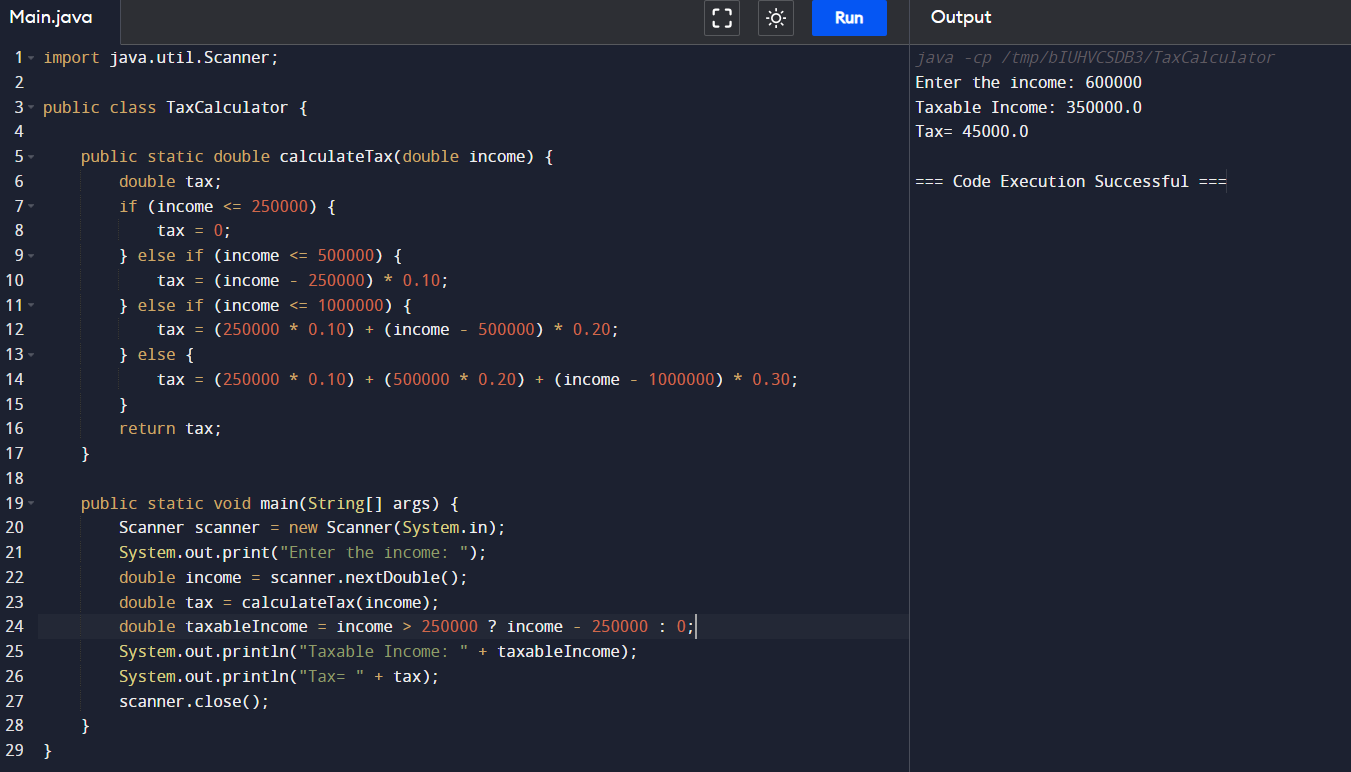 Main.java
Run
Output
1 import java.util.Scanner;
2
3 public class TaxCalculator {
4
5     public static double calculateTax(double income) {
6         double tax;
7         if (income <= 250000) {
8             tax = 0;
9         } else if (income <= 500000) {
10             tax = (income - 250000) * 0.10;
11         } else if (income <= 1000000) {
12             tax = (250000 * 0.10) + (income - 500000) * 0.20;
13         } else {
14             tax = (250000 * 0.10) + (500000 * 0.20) + (income - 1000000) * 0.30;
15         }
16         return tax;
17     }
18
19     public static void main(String[] args) {
20         Scanner scanner = new Scanner(System.in);
21         System.out.print("Enter the income: ");
22         double income = scanner.nextDouble();
23         double tax = calculateTax(income);
24         double taxableIncome = income > 250000 ? income - 250000 : 0;
25         System.out.println("Taxable Income: " + taxableIncome);
26         System.out.println("Tax= " + tax);
27         scanner.close();
28     }
29 }
java -cp /tmp/bIUHVCSDB3/TaxCalculator
Enter the income: 600000
Taxable Income: 350000.0
Tax= 45000.0
=== Code Execution Successful ===